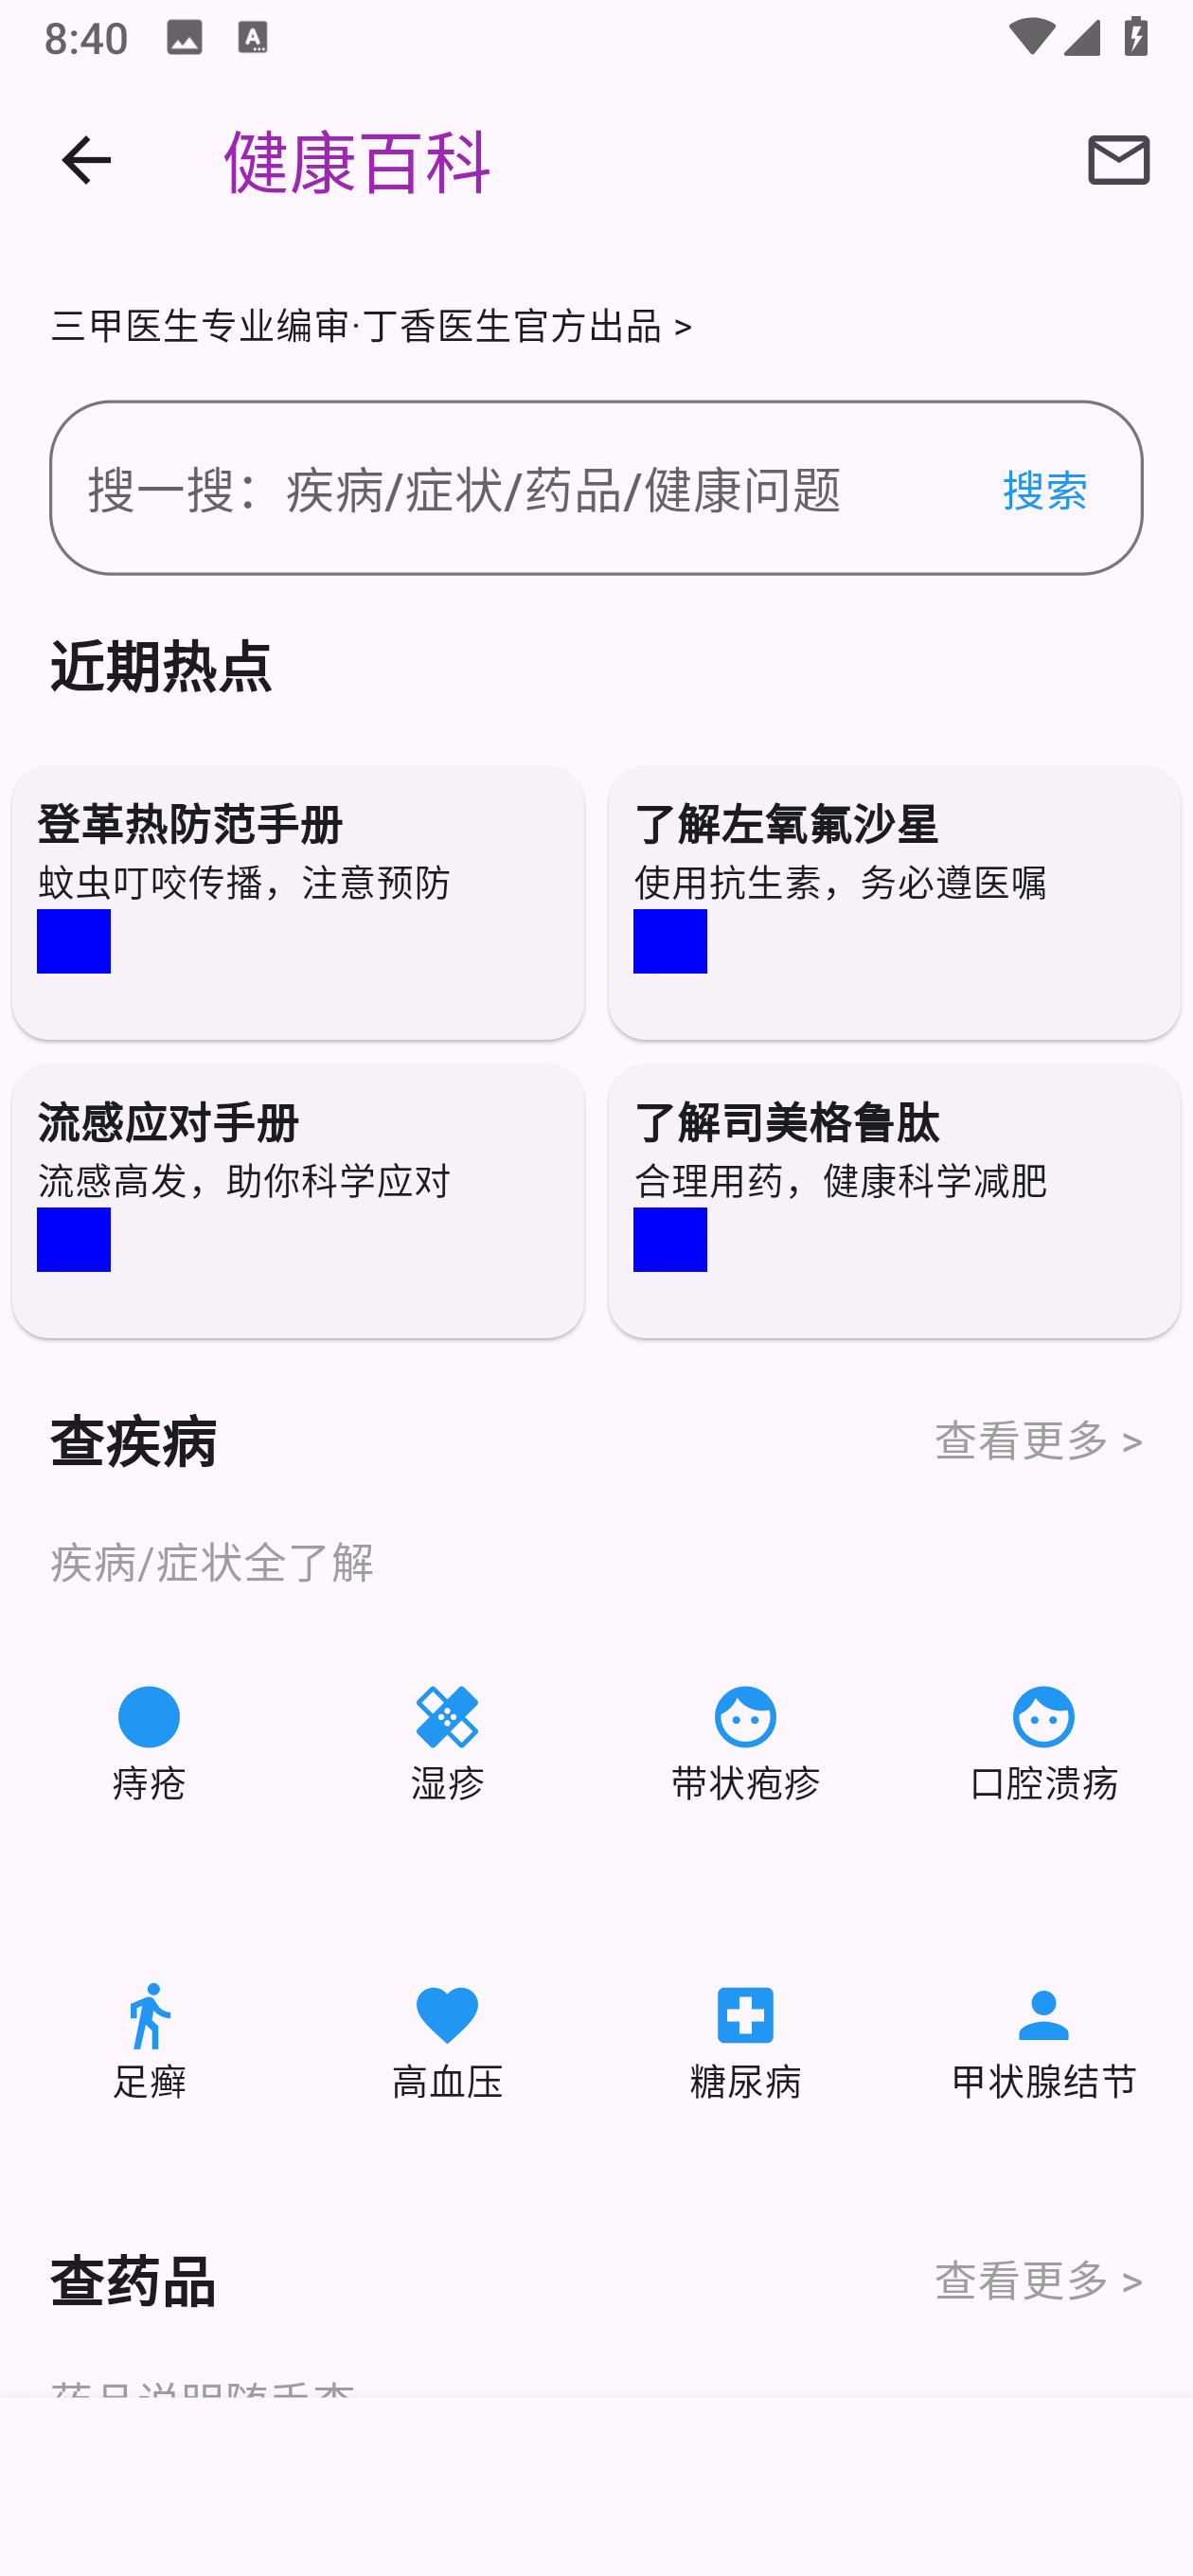 8:40
健康百科
三甲医生专业编审·丁香医生官方出品 >
搜一搜：疾病/症状/药品/健康问题 搜索
近期热点
登革热防范手册
蚊虫叮咬传播，注意预防
了解左氧氟沙星
使用抗生素，务必遵医嘱
流感应对手册
流感高发，助你科学应对
了解司美格鲁肽
合理用药，健康科学减肥
查疾病 查看更多 >
疾病/症状全了解
痔疮 湿疹 带状疱疹 口腔溃疡
足癣 高血压 糖尿病 甲状腺结节
查药品 查看更多 >
药品说明随手查